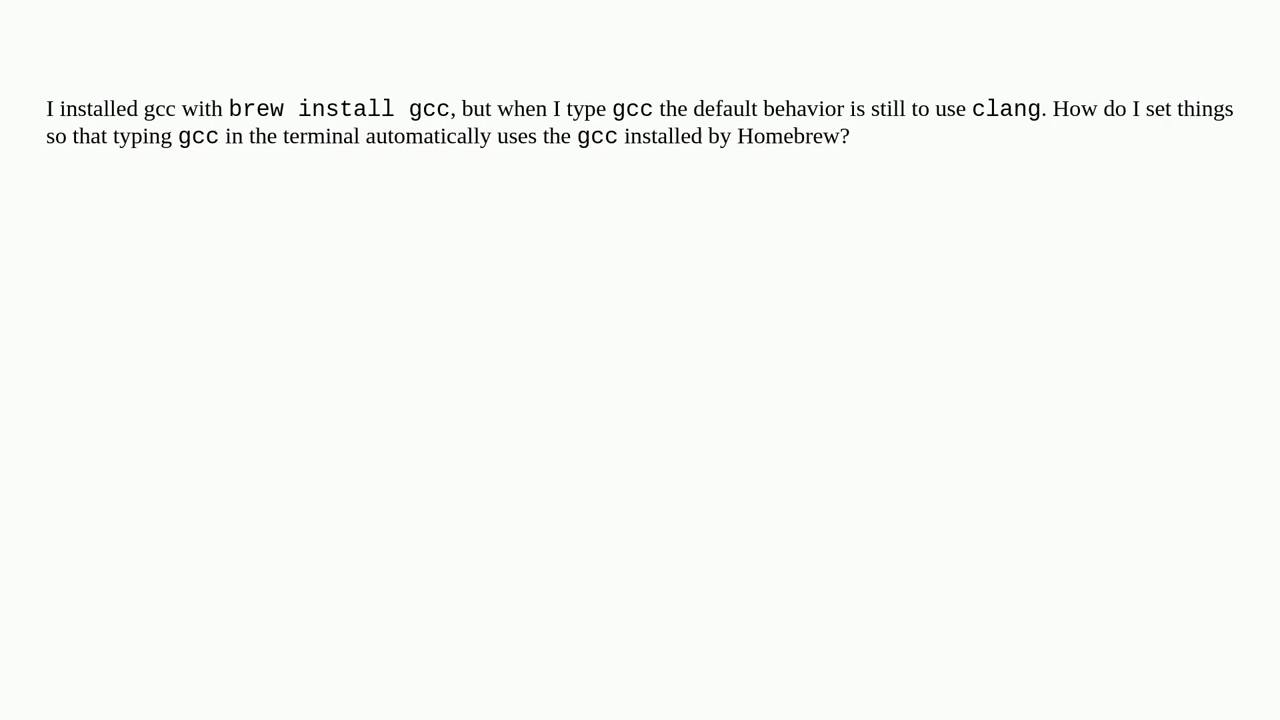 I installed gcc with brew install gcc, but when I type gcc the default behavior is still to use clang. How do I set things
so that typing gcc in the terminal automatically uses the gcc installed by Homebrew?